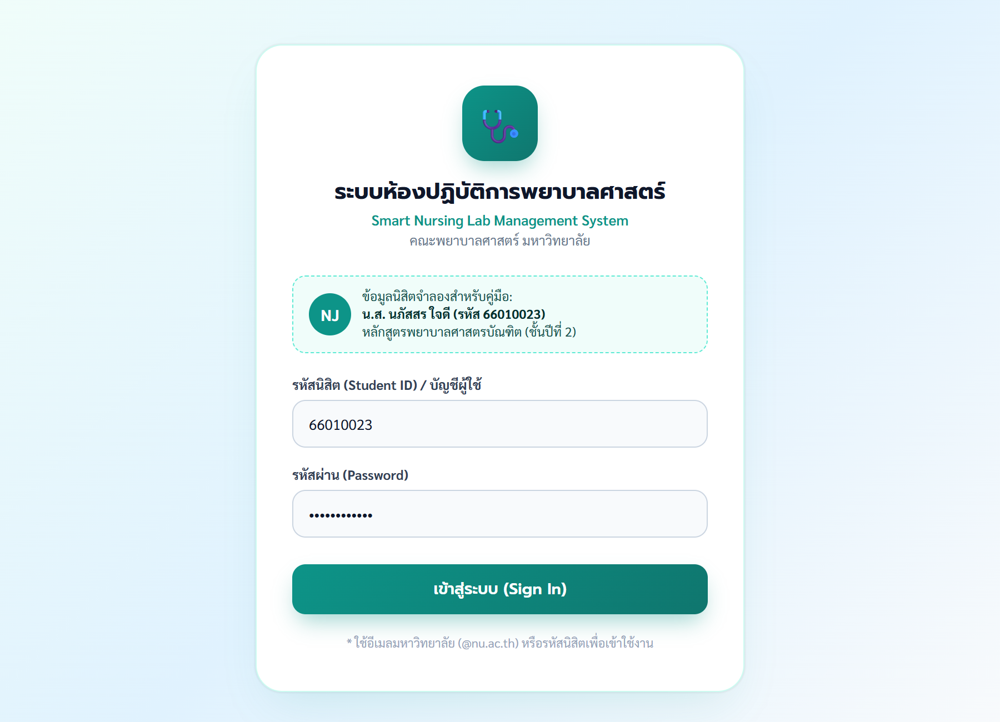 ระบบห้องปฏิบัติการพยาบาลศาสตร์
Smart Nursing Lab Management System
คณะพยาบาลศาสตร์ มหาวิทยาลัย
NJ
ข้อมูลนิสิตจำลองสำหรับคู่มือ:
น.ส. นภัสสร ใจดี (รหัส 66010023)
หลักสูตรพยาบาลศาสตรบัณฑิต (ชั้นปีที่ 2)
รหัสนิสิต (Student ID) / บัญชีผู้ใช้
66010023
รหัสผ่าน (Password)
••••••••••••
เข้าสู่ระบบ (Sign In)
* ใช้อีเมลมหาวิทยาลัย (@nu.ac.th) หรือรหัสนิสิตเพื่อเข้าใช้งาน